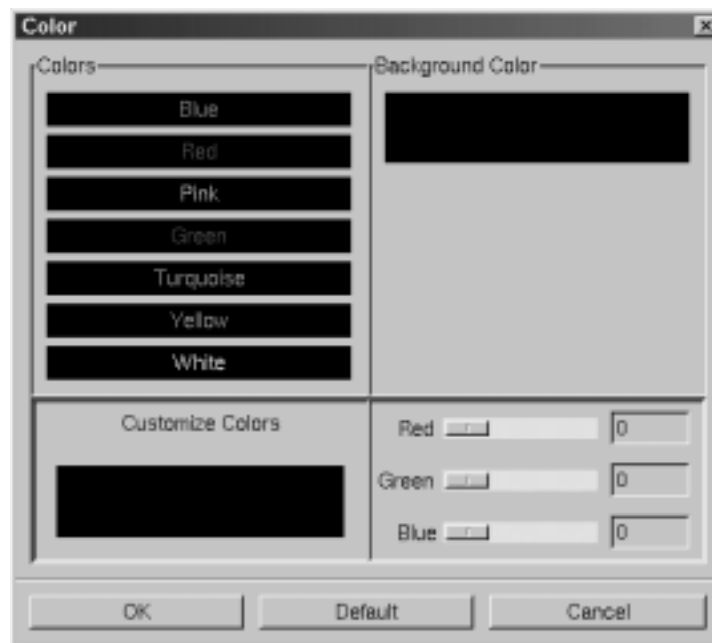 Color
Colors
Background Color
Blue
Red
Pink
Green
Turquoise
Yellow
White
Customize Colors
Red 0
Green 0
Blue 0
OK
Default
Cancel